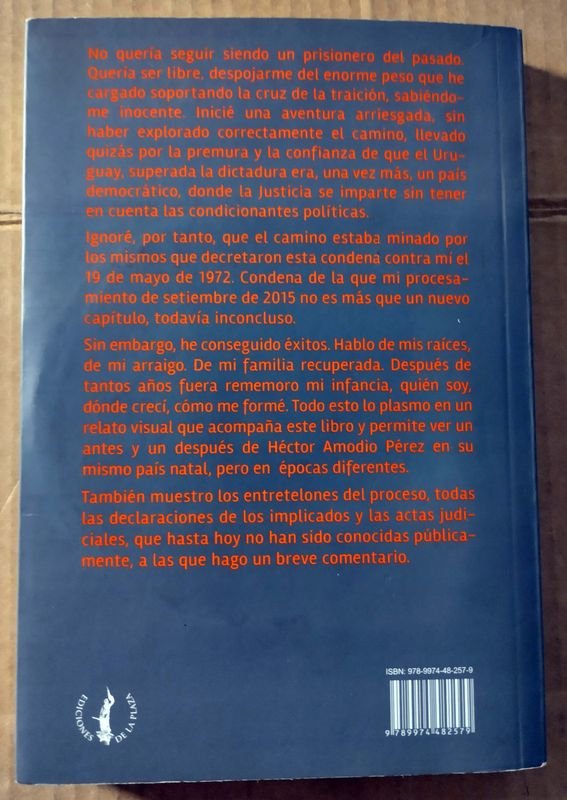 No quería seguir siendo un prisionero del pasado.
Quería ser libre, despojarme del enorme peso que he
cargado soportando la cruz de la traición, sabiéndo-
me inocente. Inicié una aventura arriesgada, sin
haber explorado correctamente el camino, llevado
quizás por la premura y la confianza de que el Uru-
guay, superada la dictadura era, una vez más, un país
democrático, donde la Justicia se imparte sin tener
en cuenta las condicionantes políticas.
Ignoré, por tanto, que el camino estaba minado por
los mismos que decretaron esta condena contra mí el
19 de mayo de 1972. Condena de la que mi procesa-
miento de setiembre de 2015 no es más que un nuevo
capítulo, todavía inconcluso.
Sin embargo, he conseguido éxitos. Hablo de mis raíces,
de mi arraigo. De mi familia recuperada. Después de
tantos años fuera rememoro mi infancia, quién soy,
dónde crecí, cómo me formé. Todo esto lo plasmo en un
relato visual que acompaña este libro y permite ver un
antes y un después de Héctor Amodio Pérez en su
mismo país natal, pero en épocas diferentes.
También muestro los entretelones del proceso, todas
las declaraciones de los implicados y las actas judi-
ciales, que hasta hoy no han sido conocidas pública-
mente, a las que hago un breve comentario.
ISBN: 978-9974-48-257-9
9 789974 482579
EDICIONES DE LA PLAZA